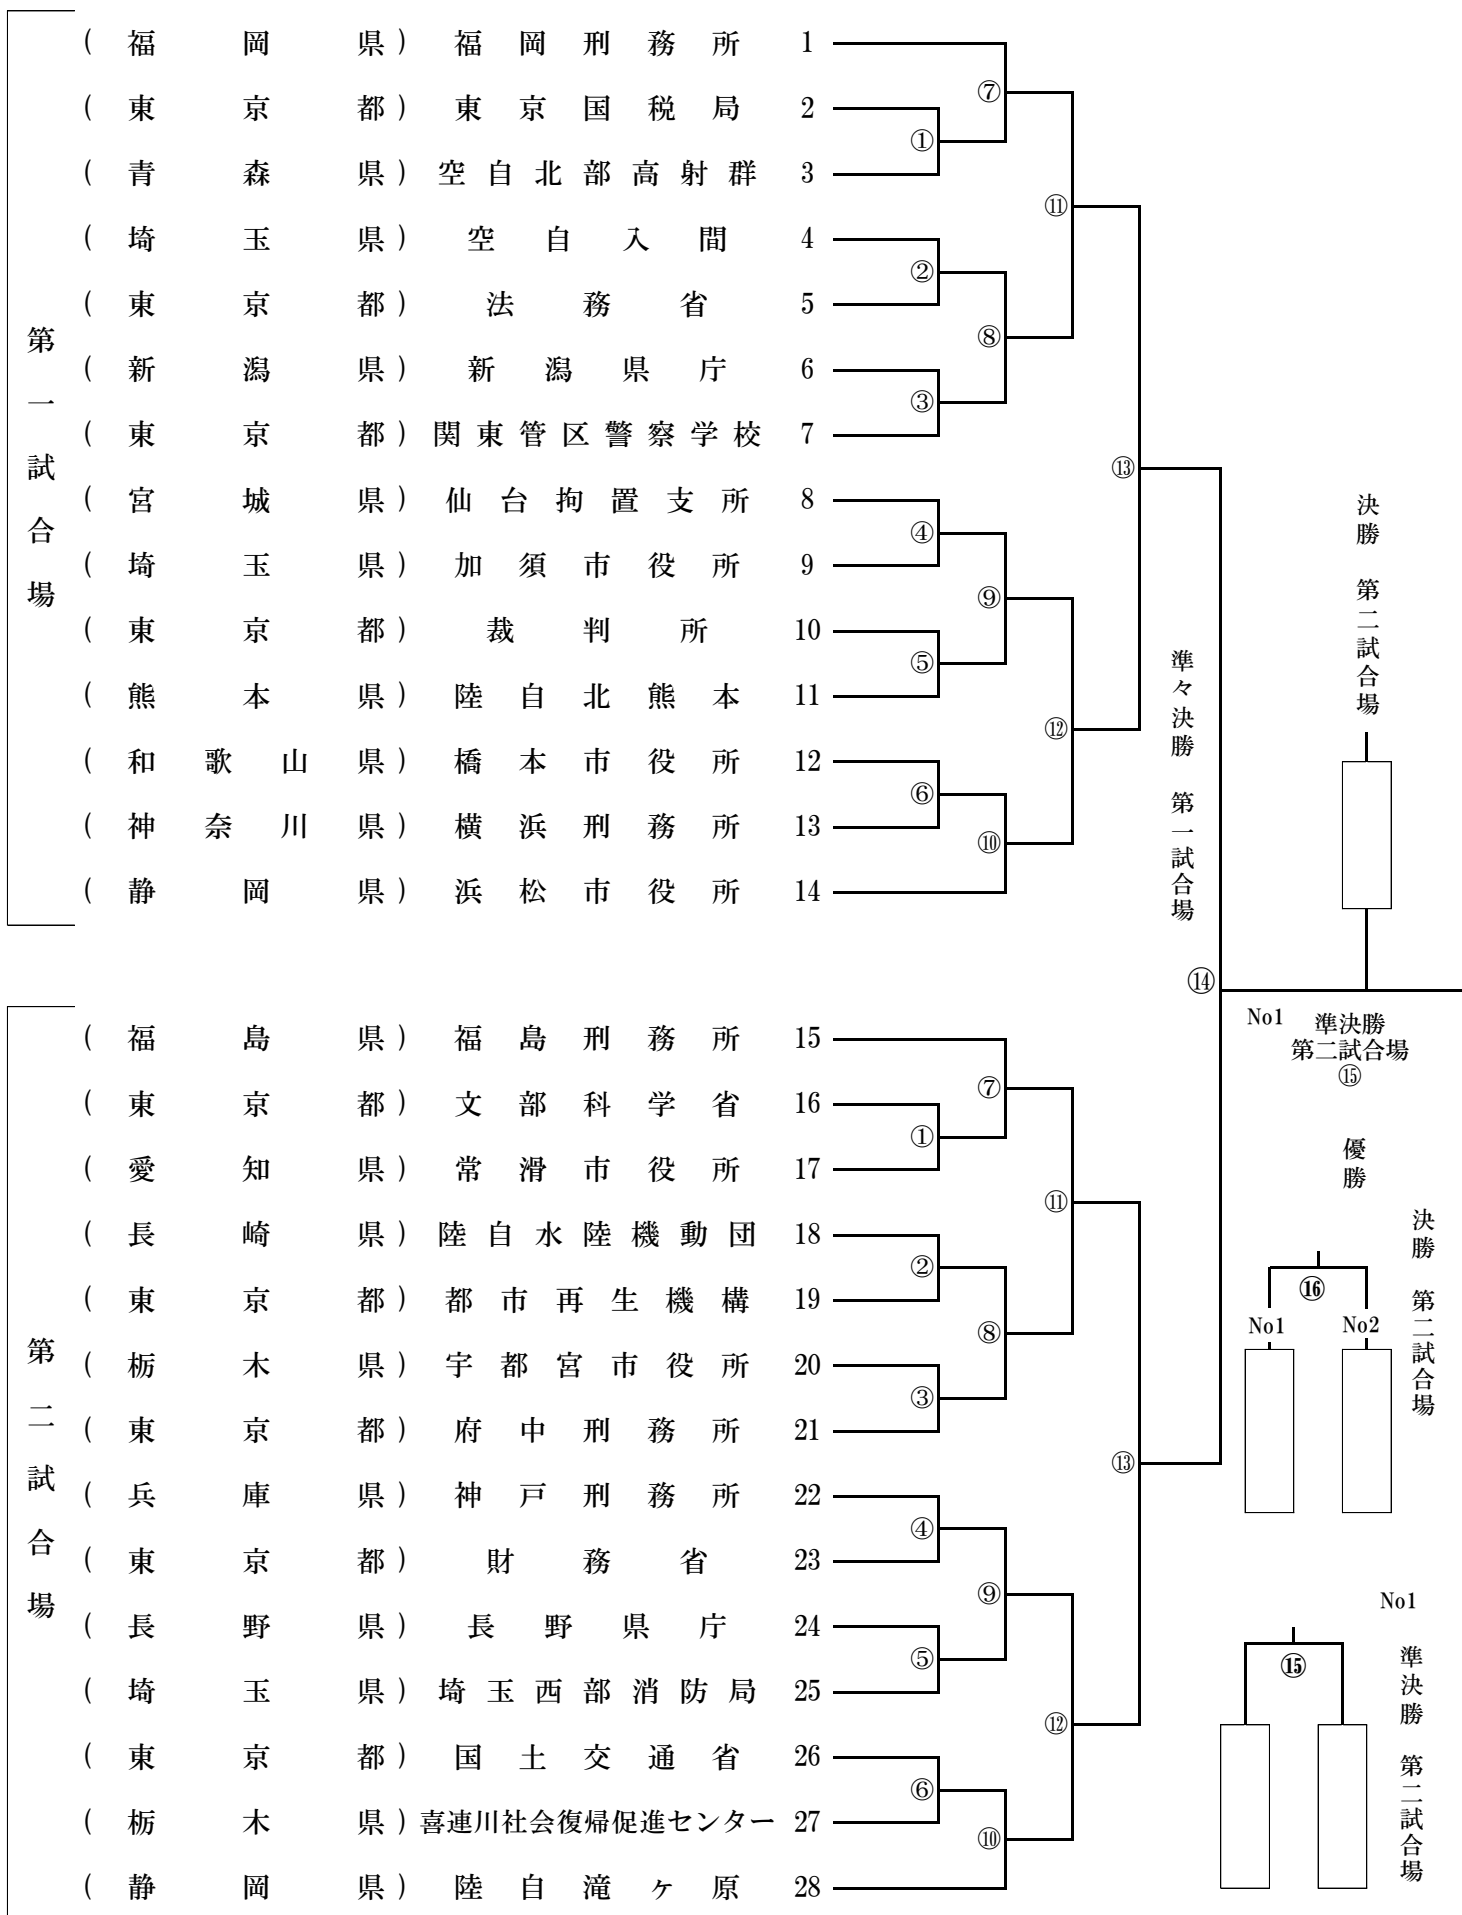 第一試合場
(福岡県) 福岡刑務所 1
(東京都) 東京国税局 2
(青森県) 空自北部高射群 3
(埼玉県) 空自入間 4
(東京都) 法務省 5
(新潟県) 新潟県庁 6
(東京都) 関東管区警察学校 7
(宮城県) 仙台拘置支所 8
(埼玉県) 加須市役所 9
(東京都) 裁判所 10
(熊本県) 陸自北熊本 11
(和歌山県) 橋本市役所 12
(神奈川県) 横浜刑務所 13
(静岡県) 浜松市役所 14
⑦
①
⑪
②
⑧
③
⑬
④
⑨
⑤
⑫
⑥
⑩
準々決勝 第一試合場
⑭
決勝 第二試合場
No1 準決勝
第二試合場
⑮
第二試合場
(福島県) 福島刑務所 15
(東京都) 文部科学省 16
(愛知県) 常滑市役所 17
(長崎県) 陸自水陸機動団 18
(東京都) 都市再生機構 19
(栃木県) 宇都宮市役所 20
(東京都) 府中刑務所 21
(兵庫県) 神戸刑務所 22
(東京都) 財務省 23
(長野県) 長野県庁 24
(埼玉県) 埼玉西部消防局 25
(東京都) 国土交通省 26
(栃木県) 喜連川社会復帰促進センター 27
(静岡県) 陸自滝ヶ原 28
⑦
①
⑪
②
⑧
③
⑬
④
⑨
⑤
⑫
⑥
⑩
優勝
決勝 第二試合場
⑯
No1 No2
No1
準決勝 第二試合場
⑮